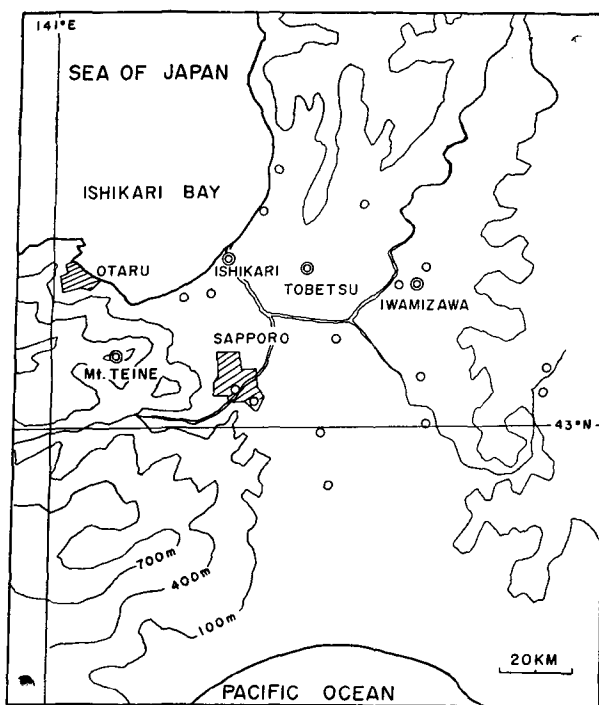 141°E
SEA OF JAPAN
ISHIKARI BAY
OTARU
ISHIKARI
TOBETSU
IWAMIZAWA
SAPPORO
Mt. TEINE
43°N
700m
400m
100m
20KM
PACIFIC OCEAN